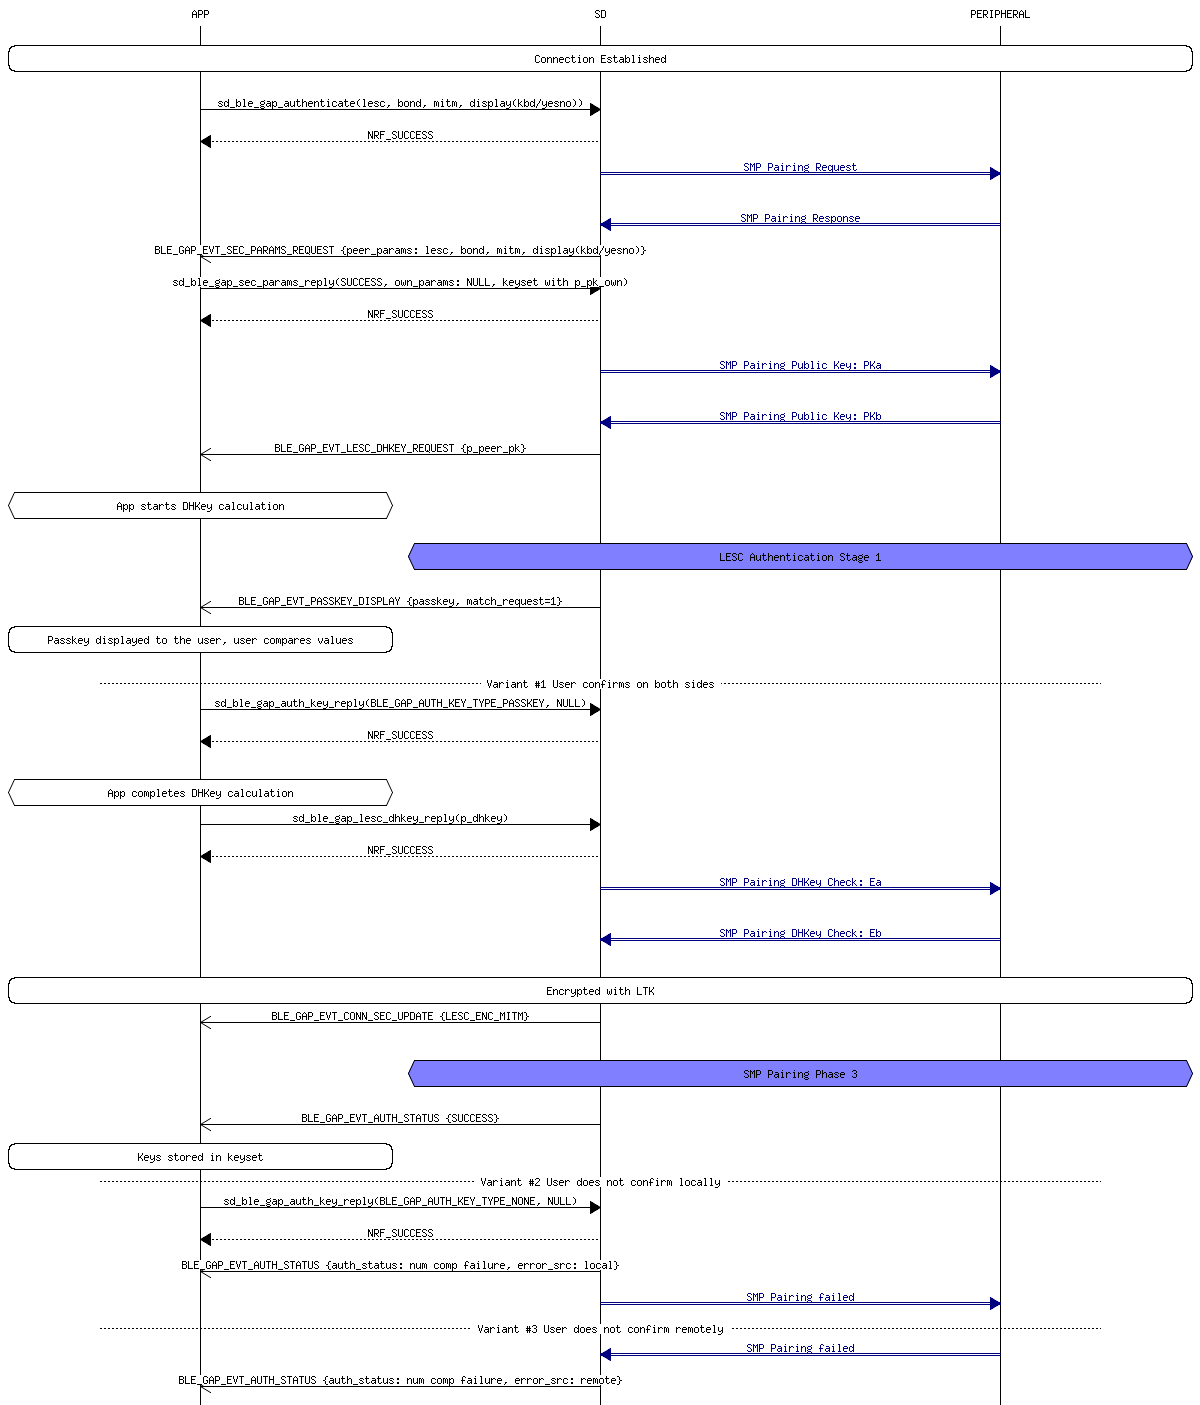 APP SD PERIPHERAL
Connection Established
sd_ble_gap_authenticate(lesc, bond, mitm, display(kbd/yesno))
NRF_SUCCESS
SMP Pairing Request
SMP Pairing Response
BLE_GAP_EVT_SEC_PARAMS_REQUEST {peer_params: lesc, bond, mitm, display(kbd/yesno)}
sd_ble_gap_sec_params_reply(SUCCESS, own_params: NULL, keyset with p_pk_own)
NRF_SUCCESS
SMP Pairing Public Key: PKa
SMP Pairing Public Key: PKb
BLE_GAP_EVT_LESC_DHKEY_REQUEST {p_peer_pk}
App starts DHKey calculation
LESC Authentication Stage 1
BLE_GAP_EVT_PASSKEY_DISPLAY {passkey, match_request=1}
Passkey displayed to the user, user compares values
Variant #1 User confirms on both sides
sd_ble_gap_auth_key_reply(BLE_GAP_AUTH_KEY_TYPE_PASSKEY, NULL)
NRF_SUCCESS
App completes DHKey calculation
sd_ble_gap_lesc_dhkey_reply(p_dhkey)
NRF_SUCCESS
SMP Pairing DHKey Check: Ea
SMP Pairing DHKey Check: Eb
Encrypted with LTK
BLE_GAP_EVT_CONN_SEC_UPDATE {LESC_ENC_MITM}
SMP Pairing Phase 3
BLE_GAP_EVT_AUTH_STATUS {SUCCESS}
Keys stored in keyset
Variant #2 User does not confirm locally
sd_ble_gap_auth_key_reply(BLE_GAP_AUTH_KEY_TYPE_NONE, NULL)
NRF_SUCCESS
BLE_GAP_EVT_AUTH_STATUS {auth_status: num comp failure, error_src: local}
SMP Pairing failed
Variant #3 User does not confirm remotely
SMP Pairing failed
BLE_GAP_EVT_AUTH_STATUS {auth_status: num comp failure, error_src: remote}